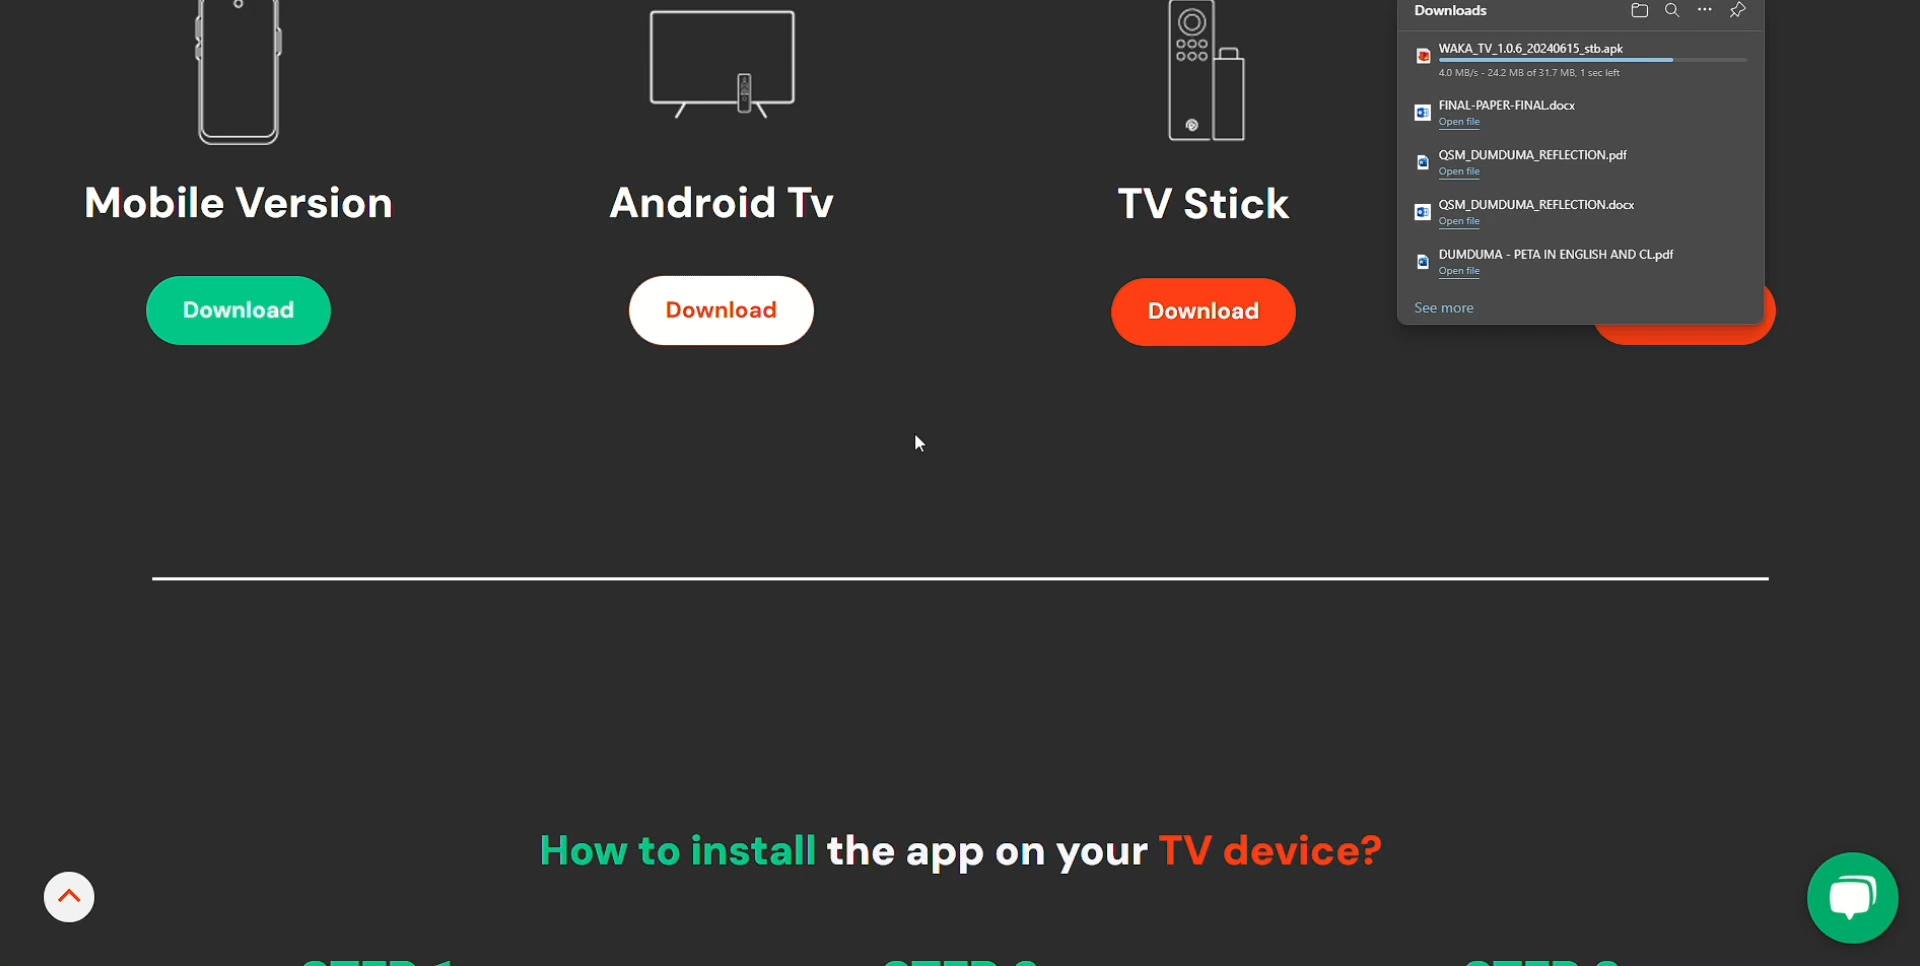 Downloads
WAKA_TV_1.0.6_20240615_stb.apk
4.0 MB/s - 24.2 MB of 31.7 MB, 1 sec left
FINAL-PAPER-FINAL.docx
Open file
QSM_DUMDUMA_REFLECTION.pdf
Open file
QSM_DUMDUMA_REFLECTION.docx
Open file
DUMDUMA - PETA IN ENGLISH AND CL.pdf
Open file
See more
Mobile Version
Android Tv
TV Stick
Download
Download
Download
How to install the app on your TV device?